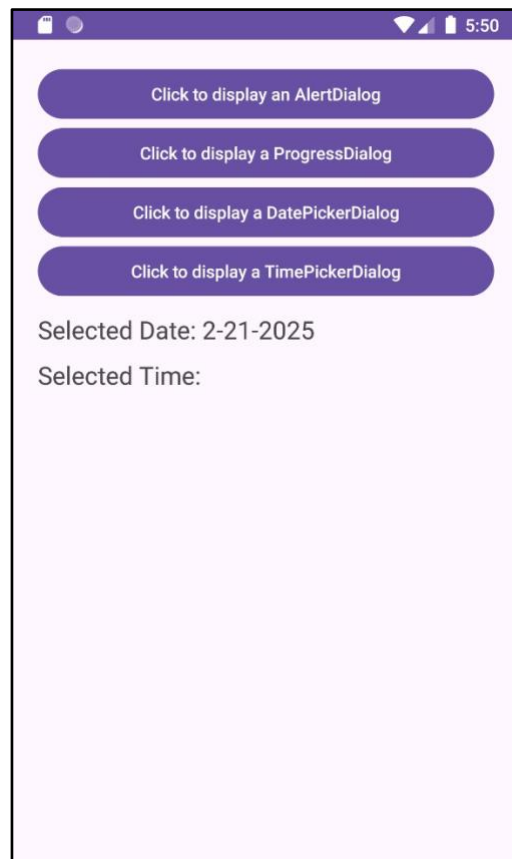 5:50
Click to display an AlertDialog
Click to display a ProgressDialog
Click to display a DatePickerDialog
Click to display a TimePickerDialog
Selected Date: 2-21-2025
Selected Time: